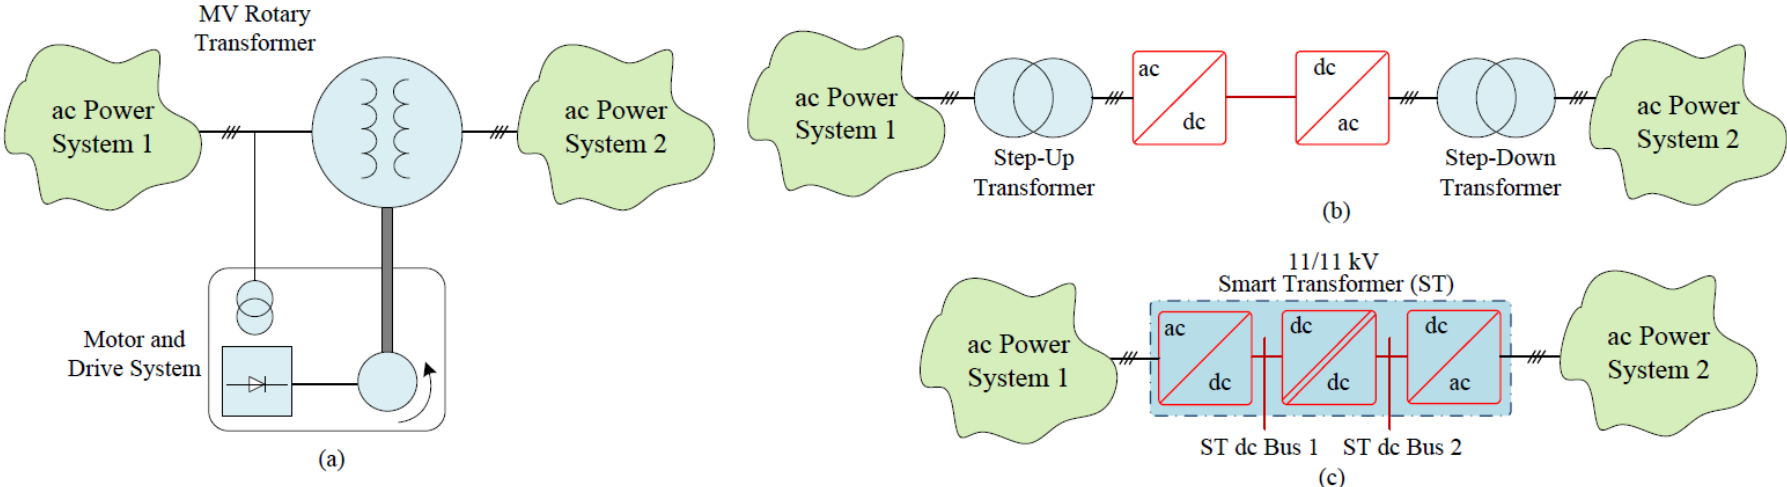 MV Rotary
Transformer
ac Power
System 1
ac Power
System 2
Motor and
Drive System
(a)
ac Power
System 1
Step-Up
Transformer
ac
dc
dc
ac
Step-Down
Transformer
ac Power
System 2
(b)
11/11 kV
Smart Transformer (ST)
ac Power
System 1
ac
dc
dc
dc
dc
ac
ac Power
System 2
ST dc Bus 1
ST dc Bus 2
(c)